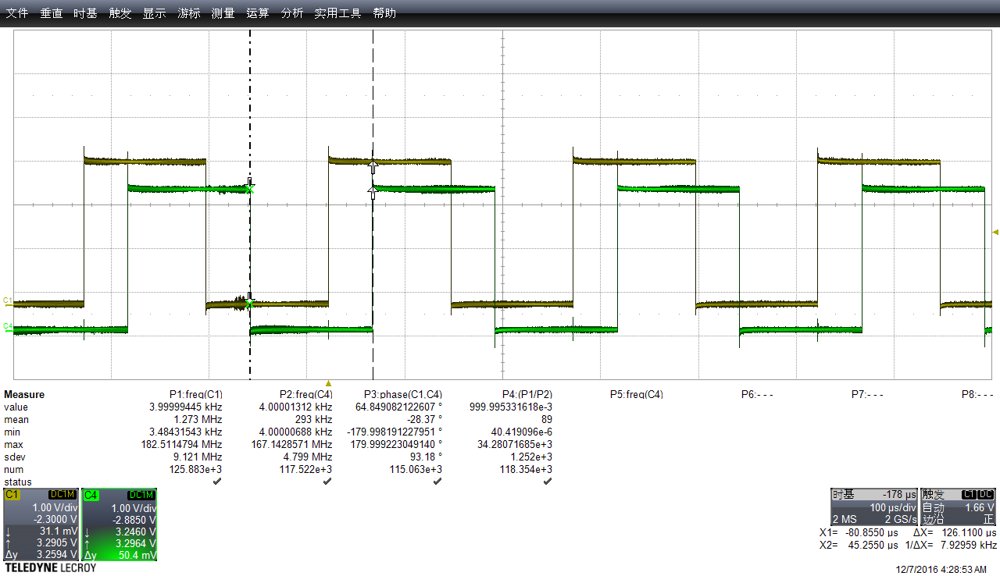 文件 垂直 时基 触发 显示 游标 测量 运算 分析 实用工具 帮助
C1
C4
Measure P1:freq(C1) P2:freq(C4) P3:phase(C1,C4) P4:(P1/P2) P5:freq(C4) P6:- - - P7:- - - P8:- - -
value 3.99999445 kHz 4.00001312 kHz 64.849082122607 ° 999.995331618e-3
mean 1.273 MHz 293 kHz -28.37 ° 89
min 3.48431543 kHz 4.00000688 kHz -179.998191227951 ° 40.419096e-6
max 182.5114794 MHz 167.1428571 MHz 179.999223049140 ° 34.28071685e+3
sdev 9.121 MHz 4.799 MHz 93.18 ° 1.252e+3
num 125.883e+3 117.522e+3 115.063e+3 118.354e+3
status
C1 DC1M
1.00 V/div
-2.3000 V
↓ 31.1 mV
↑ 3.2905 V
Δy 3.2594 V
C4 DC1M
1.00 V/div
-2.8850 V
↓ 3.2460 V
↑ 3.2964 V
Δy 50.4 mV
时基 -178 µs
100 µs/div
2 MS 2 GS/s
触发 C1 DC
自动 1.66 V
边沿 正
X1= -80.8550 µs ΔX= 126.1100 µs
X2= 45.2550 µs 1/ΔX= 7.92959 kHz
TELEDYNE LECROY
12/7/2016 4:28:53 AM